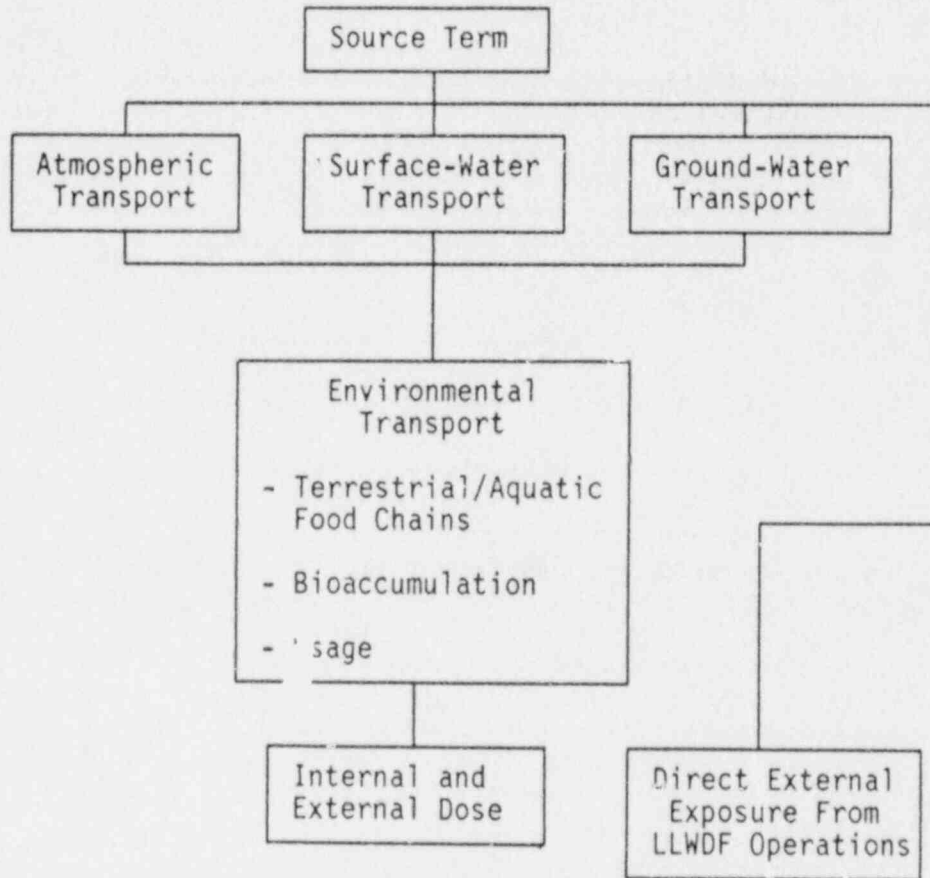 Source Term
Atmospheric
Transport
Surface-Water
Transport
Ground-Water
Transport
Environmental
Transport
- Terrestrial/Aquatic
Food Chains
- Bioaccumulation
- sage
Internal and
External Dose
Direct External
Exposure From
LLWDF Operations